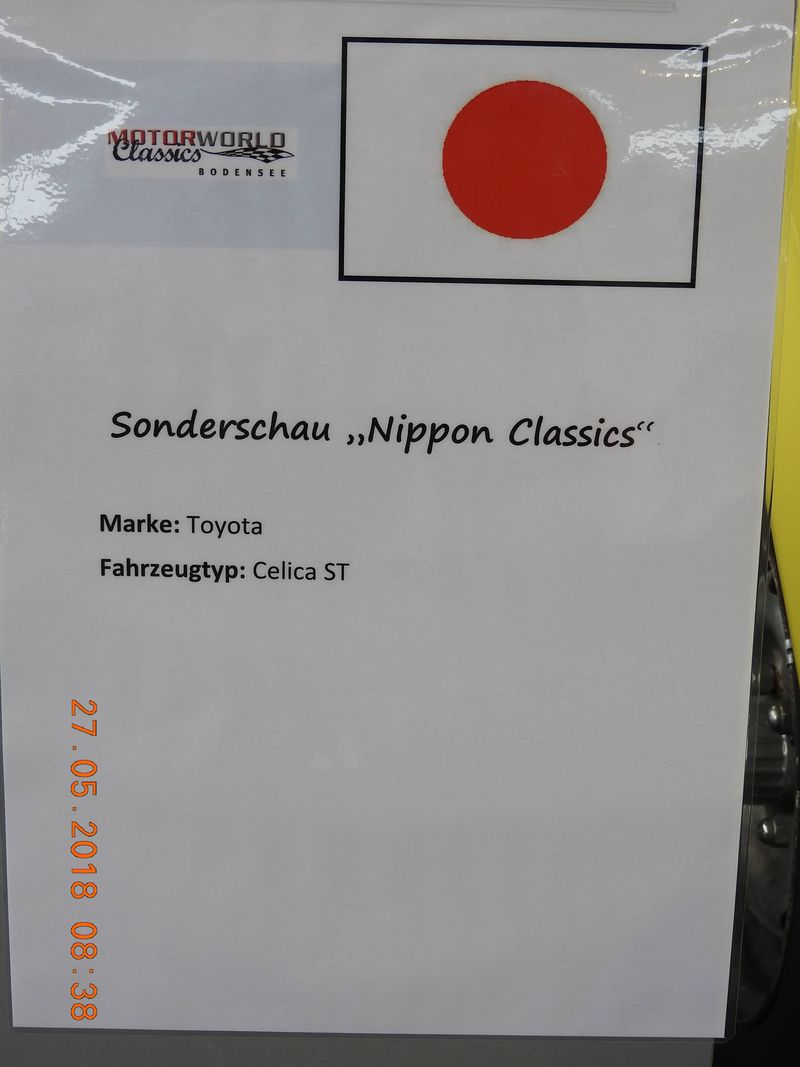 MOTORWORLD
Classics
BODENSEE
Sonderschau „Nippon Classics“
Marke: Toyota
Fahrzeugtyp: Celica ST
27.05.2018 08:38